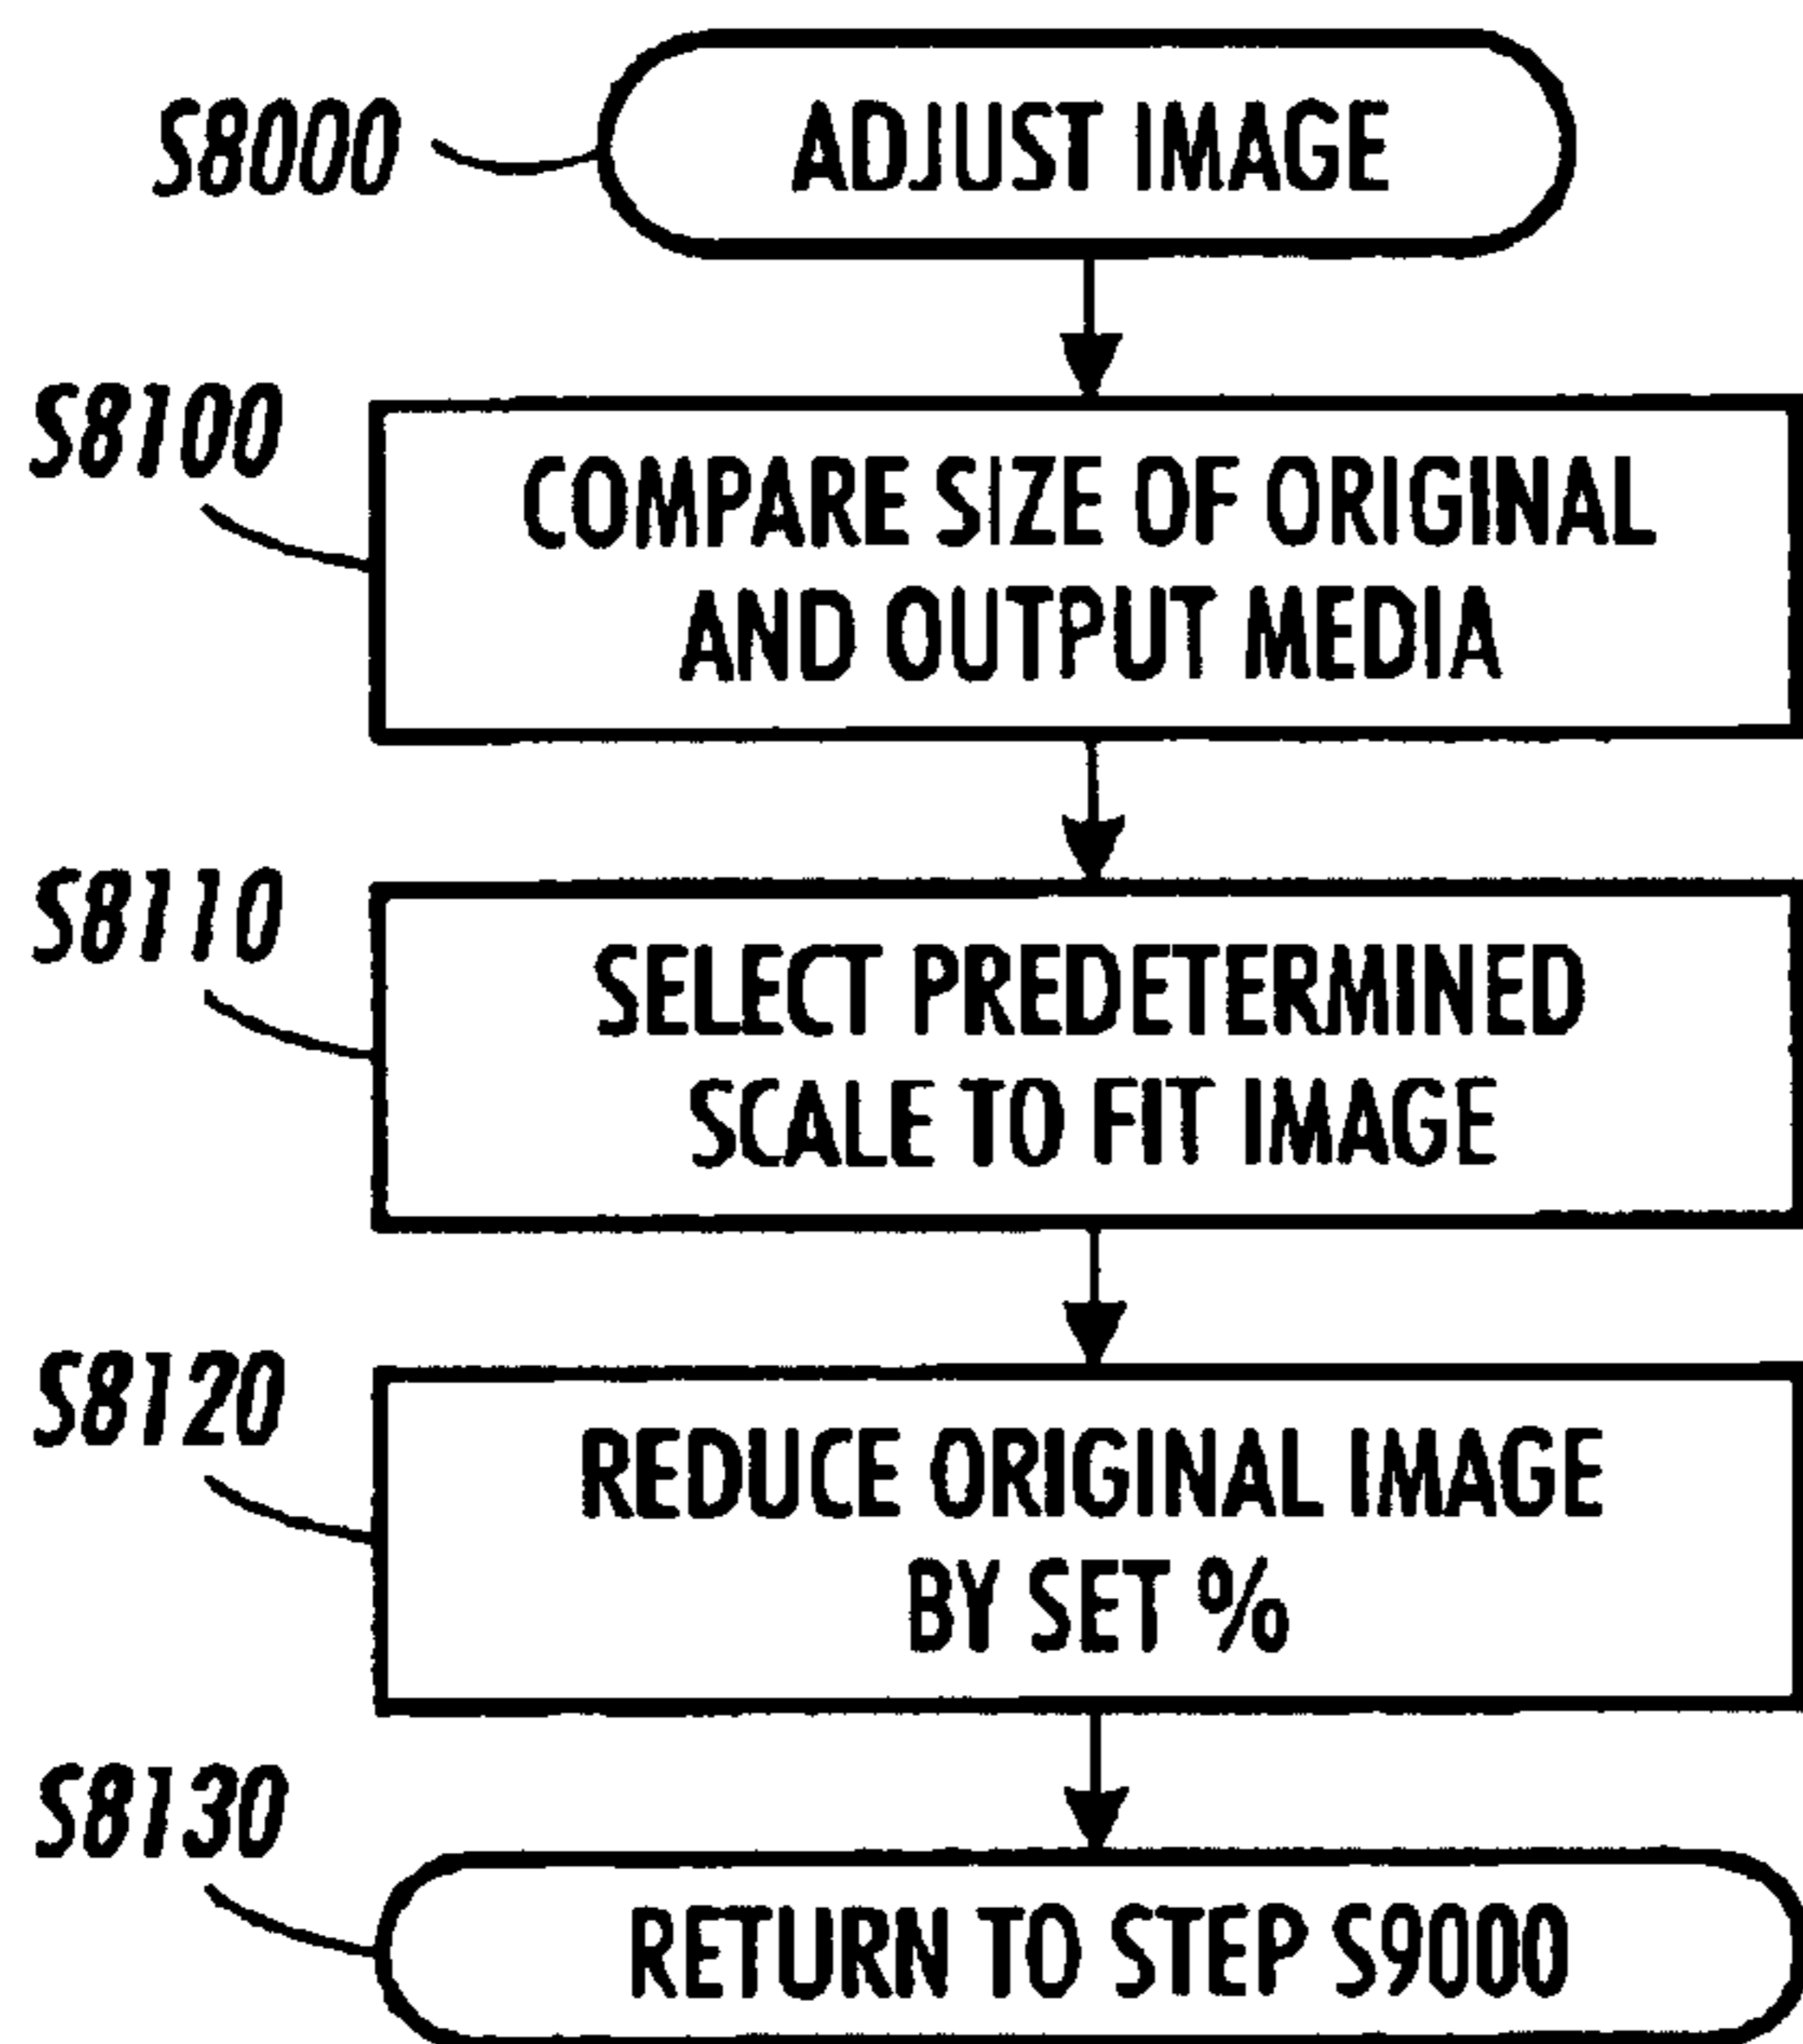 S8000
ADJUST IMAGE
S8100
COMPARE SIZE OF ORIGINAL
AND OUTPUT MEDIA
S8110
SELECT PREDETERMINED
SCALE TO FIT IMAGE
S8120
REDUCE ORIGINAL IMAGE
BY SET %
S8130
RETURN TO STEP S9000